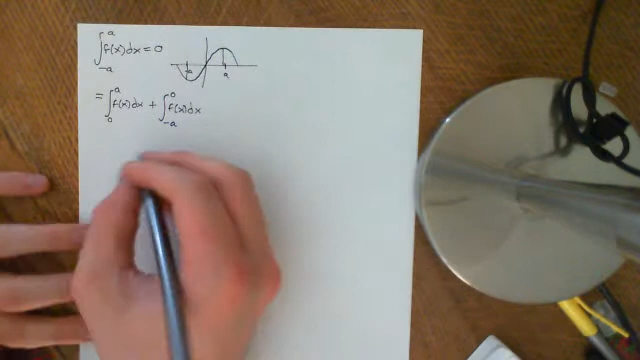 ∫_{-a}^{a} f(x)dx = 0
-a a
= ∫_{0}^{a} f(x)dx + ∫_{-a}^{0} f(x)dx